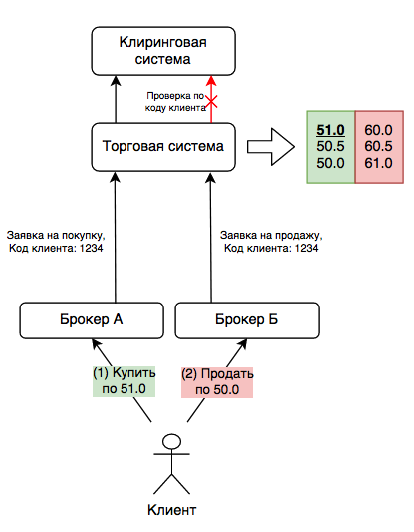 Клиринговая
система
Проверка по
коду клиента
Торговая система
51.0 60.0
50.5 60.5
50.0 61.0
Заявка на покупку,
Код клиента: 1234
Заявка на продажу,
Код клиента: 1234
Брокер А
Брокер Б
(1) Купить
по 51.0
(2) Продать
по 50.0
Клиент